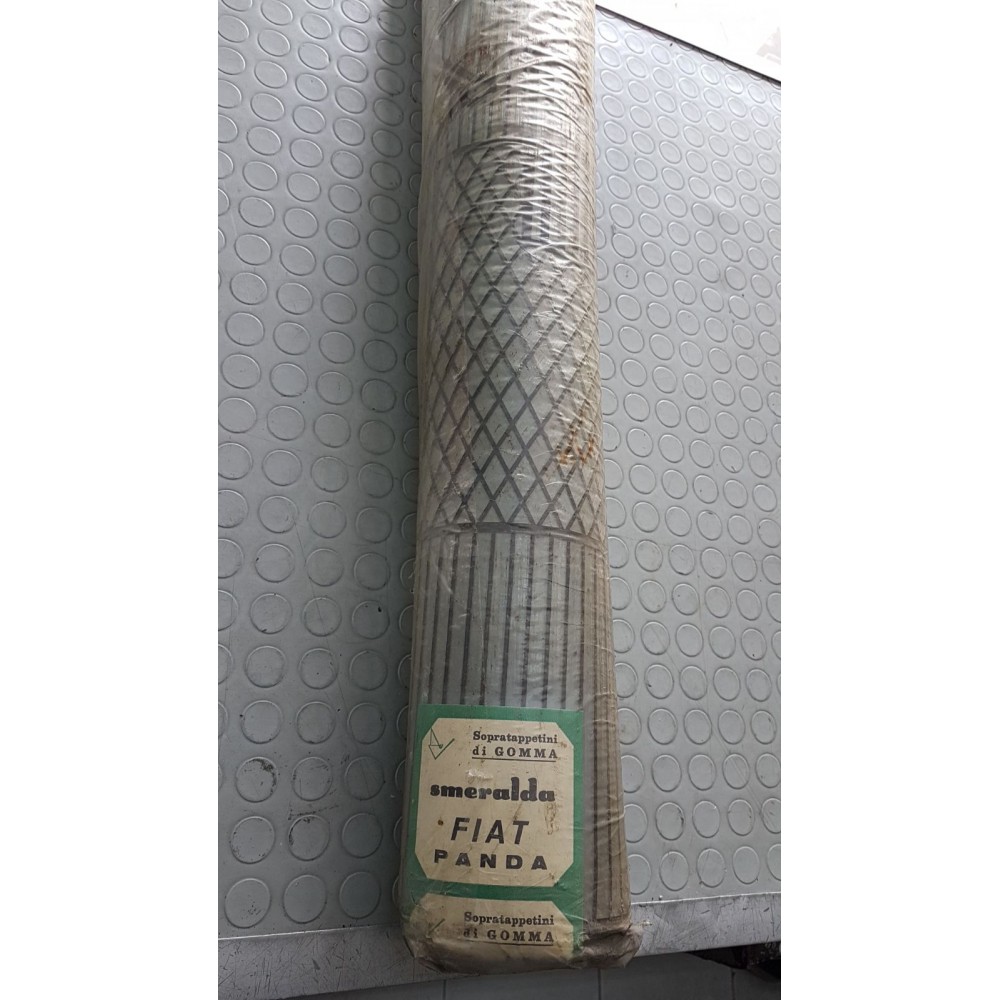 Sopratappetini
di GOMMA
smeralda
FIAT
PANDA
Sopratappetini
di GOMMA